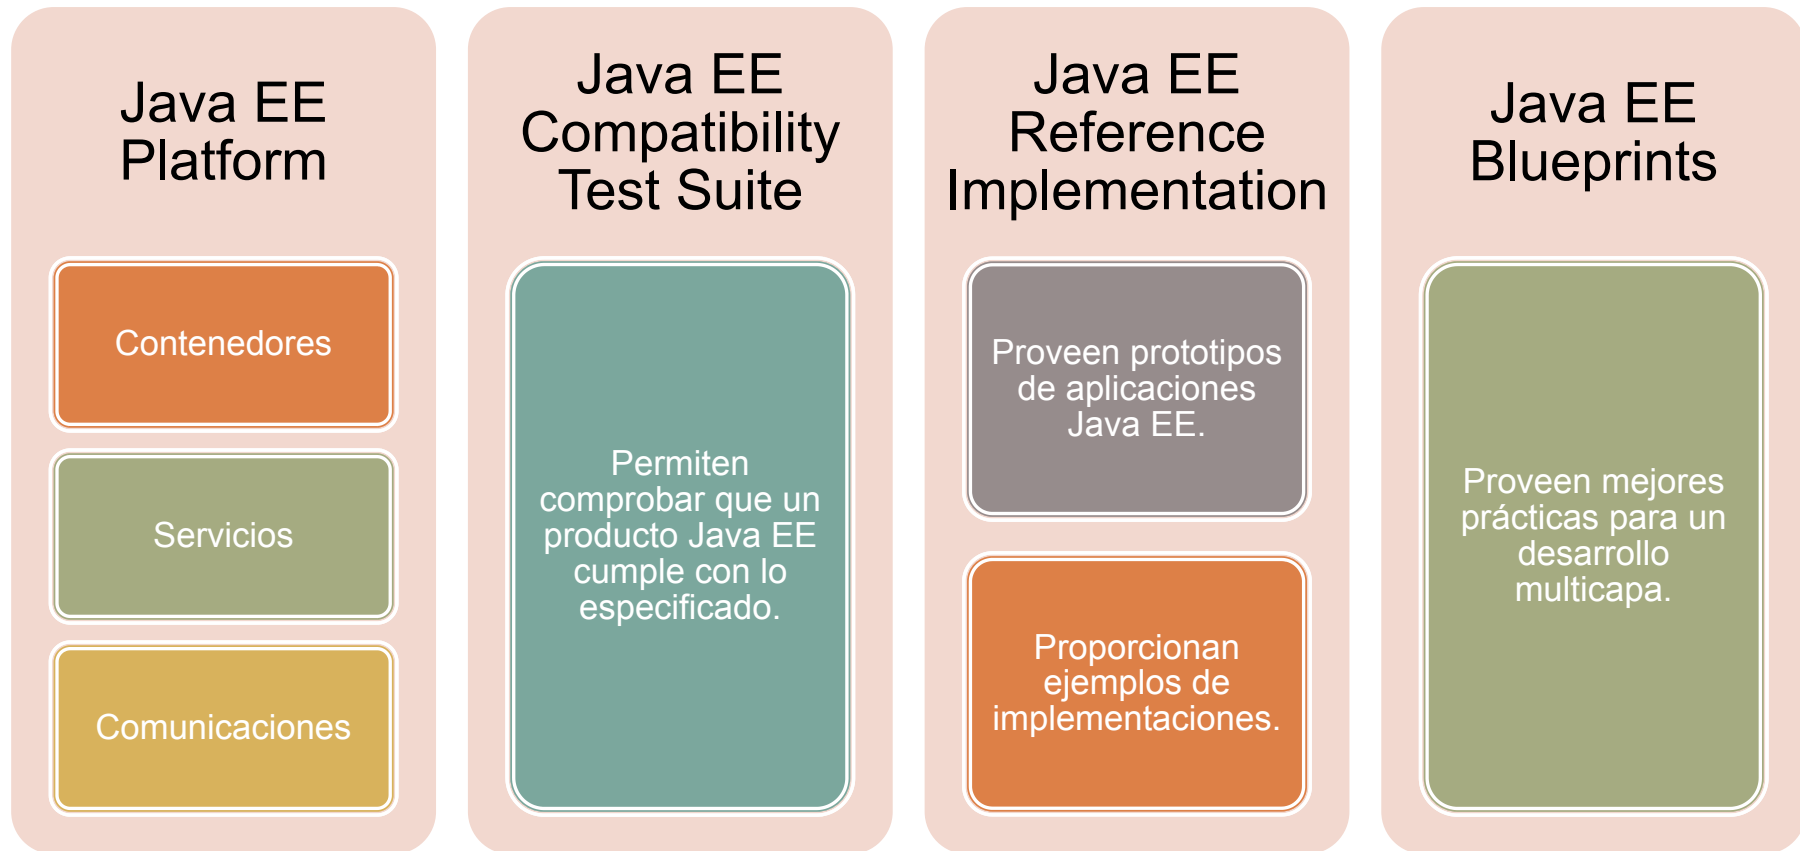 Java EE
Platform
Contenedores
Servicios
Comunicaciones
Java EE
Compatibility
Test Suite
Permiten
comprobar que un
producto Java EE
cumple con lo
especificado.
Java EE
Reference
Implementation
Proveen prototipos
de aplicaciones
Java EE.
Proporcionan
ejemplos de
implementaciones.
Java EE
Blueprints
Proveen mejores
prácticas para un
desarrollo
multicapa.